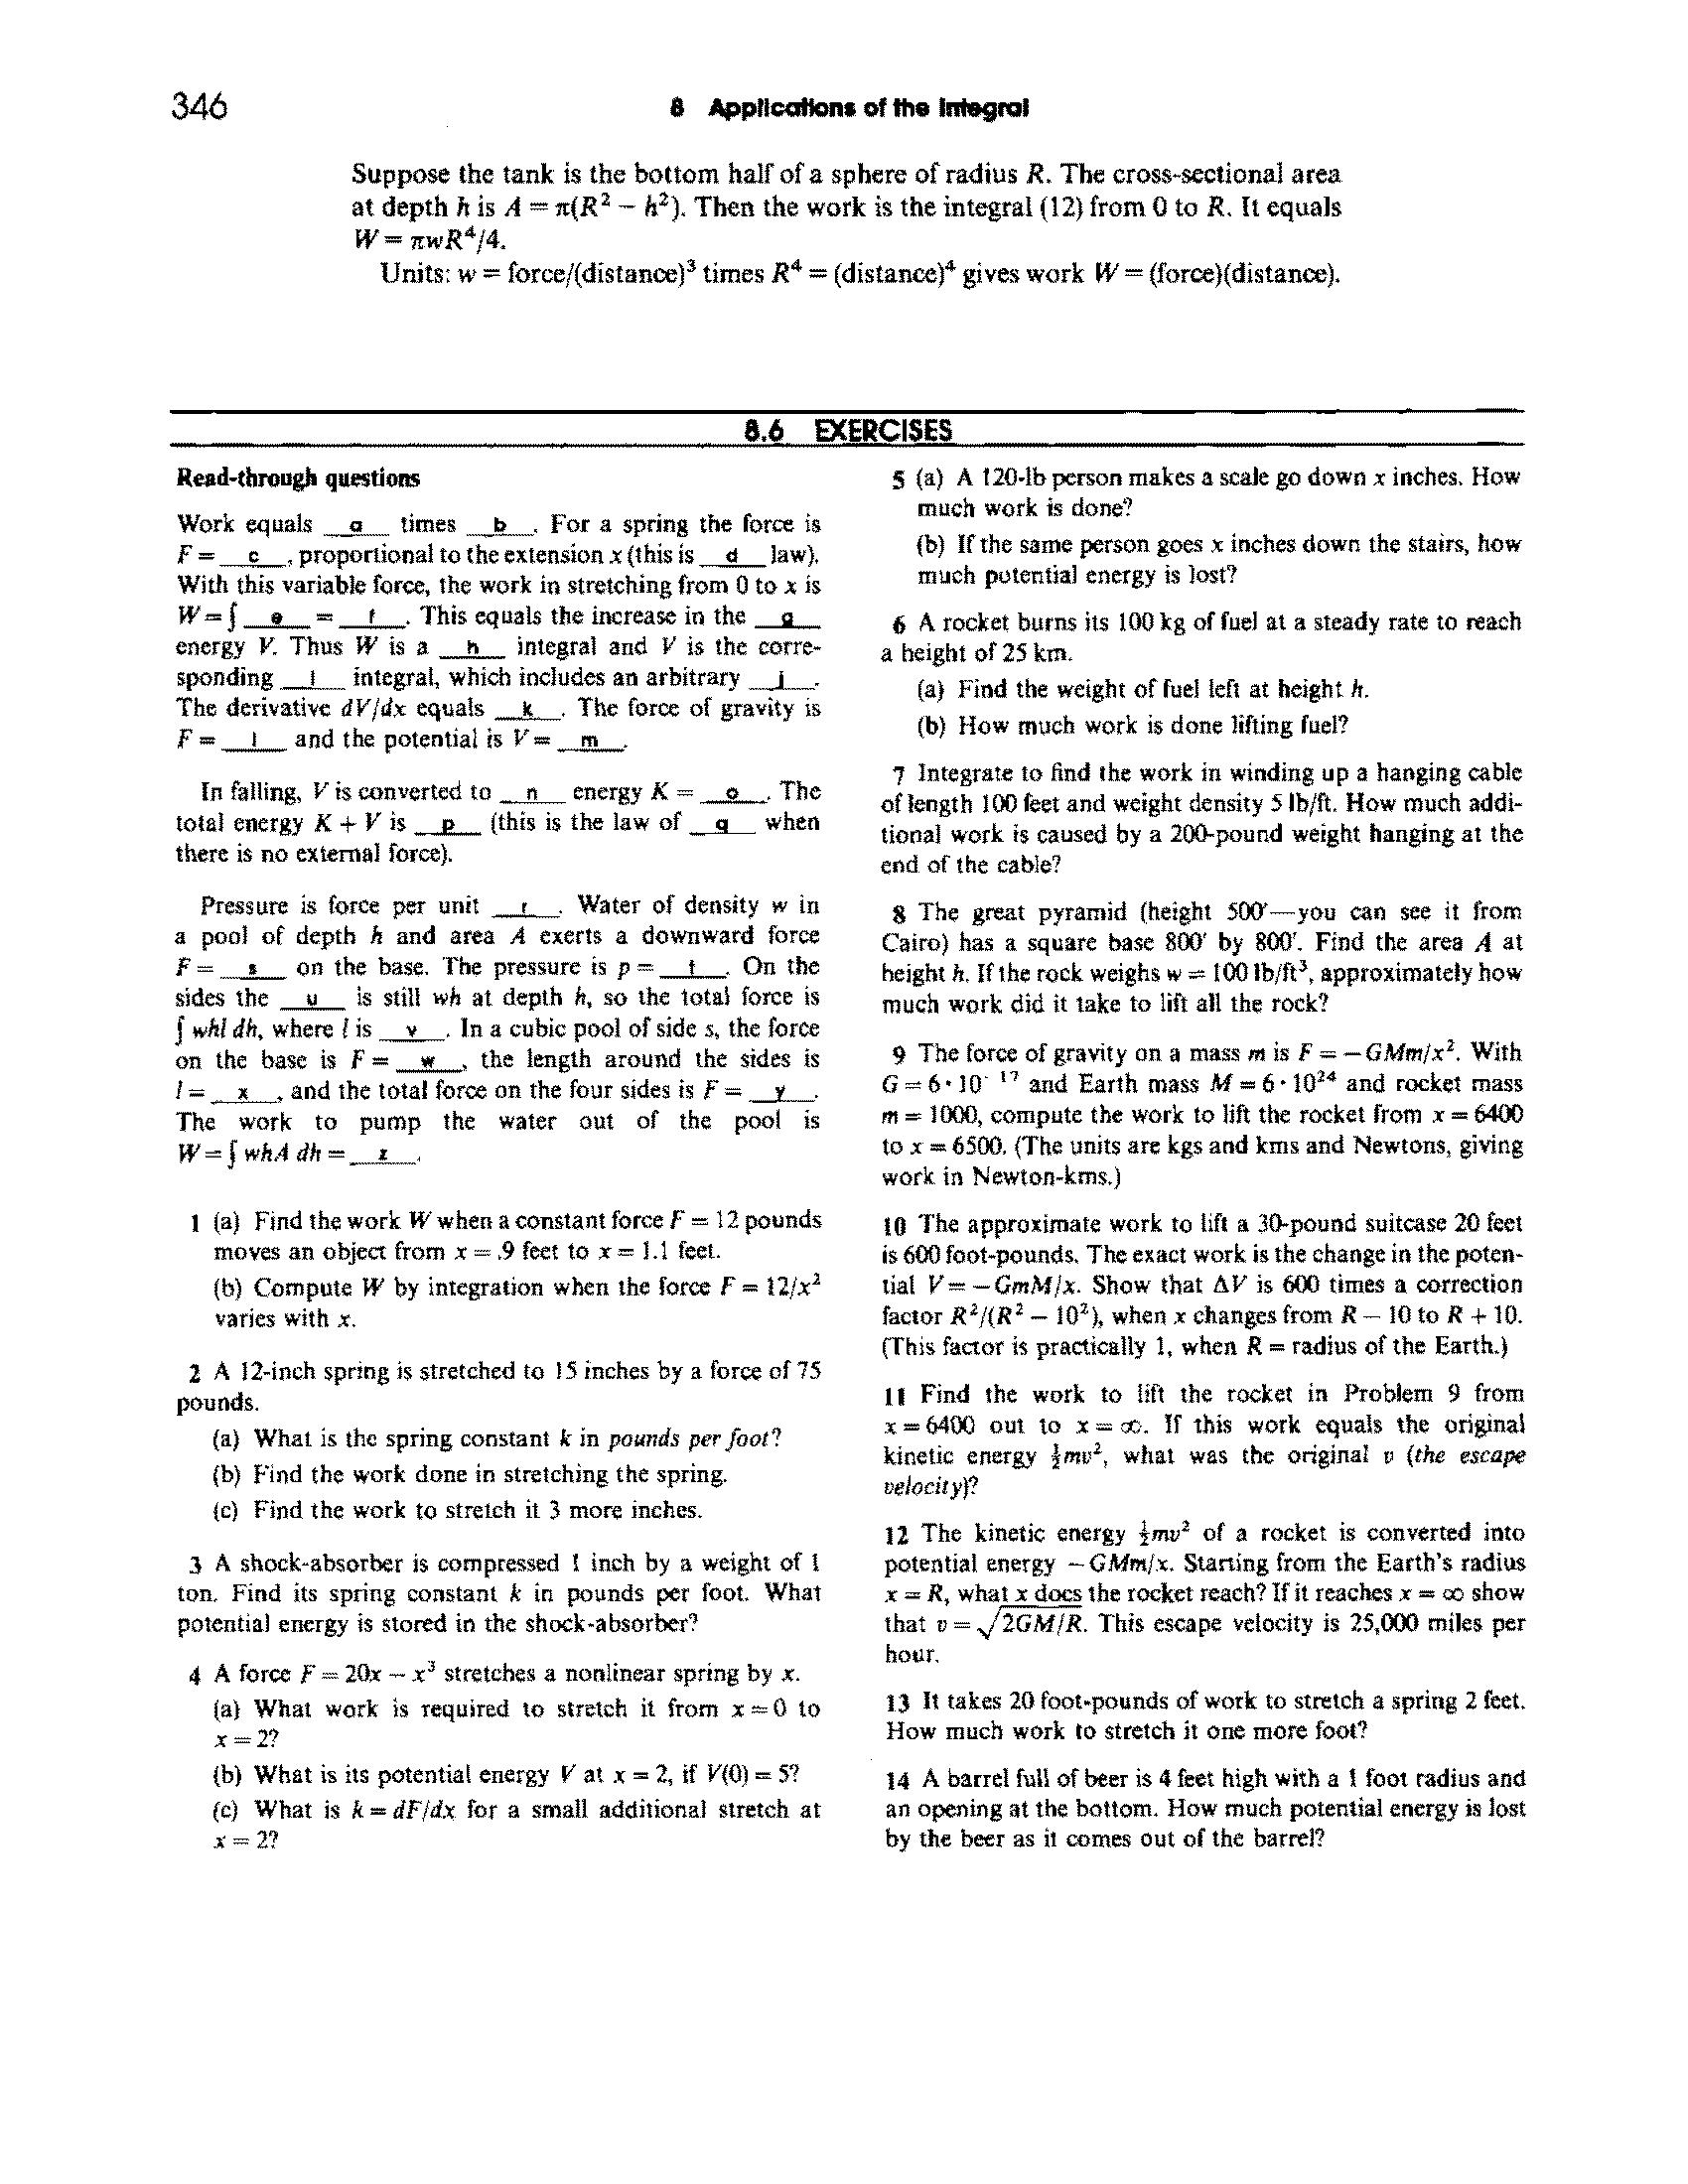 346
8 Applications of the Integral
Suppose the tank is the bottom half of a sphere of radius R. The cross-sectional area
at depth h is A = π(R² − h²). Then the work is the integral (12) from 0 to R. It equals
W = πwR⁴/4.
Units: w = force/(distance)³ times R⁴ = (distance)⁴ gives work W = (force)(distance).
8.6 EXERCISES
Read-through questions
Work equals __a__ times __b__. For a spring the force is
F = __c__, proportional to the extension x (this is __d__ law).
With this variable force, the work in stretching from 0 to x is
W = ∫ __e__ = __f__. This equals the increase in the __g__
energy V. Thus W is a __h__ integral and V is the corre-
sponding __i__ integral, which includes an arbitrary __j__.
The derivative dV/dx equals __k__. The force of gravity is
F = __l__ and the potential is V = __m__.
In falling, V is converted to __n__ energy K = __o__. The
total energy K + V is __p__ (this is the law of __q__ when
there is no external force).
Pressure is force per unit __r__. Water of density w in
a pool of depth h and area A exerts a downward force
F = __s__ on the base. The pressure is p = __t__. On the
sides the __u__ is still wh at depth h, so the total force is
∫ whl dh, where l is __v__. In a cubic pool of side s, the force
on the base is F = __w__, the length around the sides is
l = __x__, and the total force on the four sides is F = __y__.
The work to pump the water out of the pool is
W = ∫ whA dh = __z__.
1 (a) Find the work W when a constant force F = 12 pounds
moves an object from x = .9 feet to x = 1.1 feet.
(b) Compute W by integration when the force F = 12/x²
varies with x.
2 A 12-inch spring is stretched to 15 inches by a force of 75
pounds.
(a) What is the spring constant k in pounds per foot?
(b) Find the work done in stretching the spring.
(c) Find the work to stretch it 3 more inches.
3 A shock-absorber is compressed 1 inch by a weight of 1
ton. Find its spring constant k in pounds per foot. What
potential energy is stored in the shock-absorber?
4 A force F = 20x − x³ stretches a nonlinear spring by x.
(a) What work is required to stretch it from x = 0 to
x = 2?
(b) What is its potential energy V at x = 2, if V(0) = 5?
(c) What is k = dF/dx for a small additional stretch at
x = 2?
5 (a) A 120-lb person makes a scale go down x inches. How
much work is done?
(b) If the same person goes x inches down the stairs, how
much potential energy is lost?
6 A rocket burns its 100 kg of fuel at a steady rate to reach
a height of 25 km.
(a) Find the weight of fuel left at height h.
(b) How much work is done lifting fuel?
7 Integrate to find the work in winding up a hanging cable
of length 100 feet and weight density 5 lb/ft. How much addi-
tional work is caused by a 200-pound weight hanging at the
end of the cable?
8 The great pyramid (height 500′—you can see it from
Cairo) has a square base 800′ by 800′. Find the area A at
height h. If the rock weighs w = 100 lb/ft³, approximately how
much work did it take to lift all the rock?
9 The force of gravity on a mass m is F = −GMm/x². With
G = 6 · 10⁻¹⁷ and Earth mass M = 6 · 10²⁴ and rocket mass
m = 1000, compute the work to lift the rocket from x = 6400
to x = 6500. (The units are kgs and kms and Newtons, giving
work in Newton-kms.)
10 The approximate work to lift a 30-pound suitcase 20 feet
is 600 foot-pounds. The exact work is the change in the poten-
tial V = −GmM/x. Show that ΔV is 600 times a correction
factor R²/(R² − 10²), when x changes from R − 10 to R + 10.
(This factor is practically 1, when R = radius of the Earth.)
11 Find the work to lift the rocket in Problem 9 from
x = 6400 out to x = ∞. If this work equals the original
kinetic energy ½mv², what was the original v (the escape
velocity)?
12 The kinetic energy ½mv² of a rocket is converted into
potential energy −GMm/x. Starting from the Earth's radius
x = R, what x does the rocket reach? If it reaches x = ∞ show
that v = √2GM/R. This escape velocity is 25,000 miles per
hour.
13 It takes 20 foot-pounds of work to stretch a spring 2 feet.
How much work to stretch it one more foot?
14 A barrel full of beer is 4 feet high with a 1 foot radius and
an opening at the bottom. How much potential energy is lost
by the beer as it comes out of the barrel?